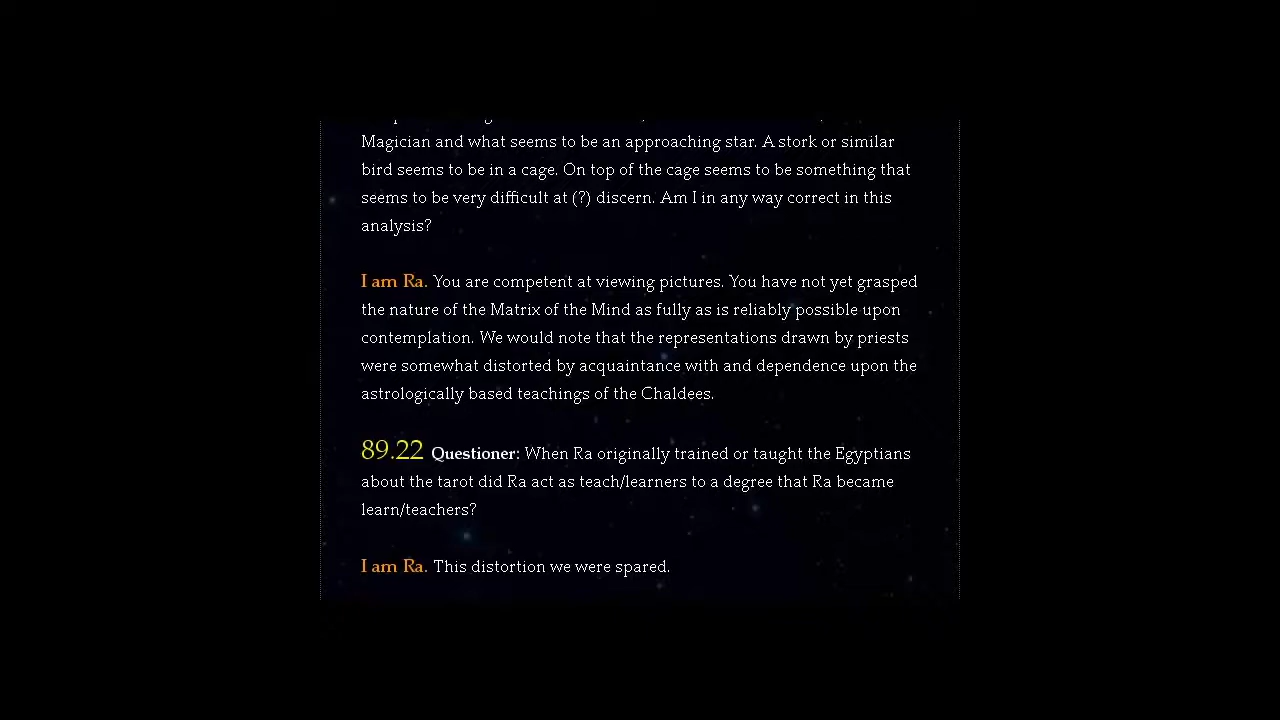 Magician and what seems to be an approaching star. A stork or similar
bird seems to be in a cage. On top of the cage seems to be something that
seems to be very difficult at (?) discern. Am I in any way correct in this
analysis?
I am Ra. You are competent at viewing pictures. You have not yet grasped
the nature of the Matrix of the Mind as fully as is reliably possible upon
contemplation. We would note that the representations drawn by priests
were somewhat distorted by acquaintance with and dependence upon the
astrologically based teachings of the Chaldees.
89.22 Questioner: When Ra originally trained or taught the Egyptians
about the tarot did Ra act as teach/learners to a degree that Ra became
learn/teachers?
I am Ra. This distortion we were spared.